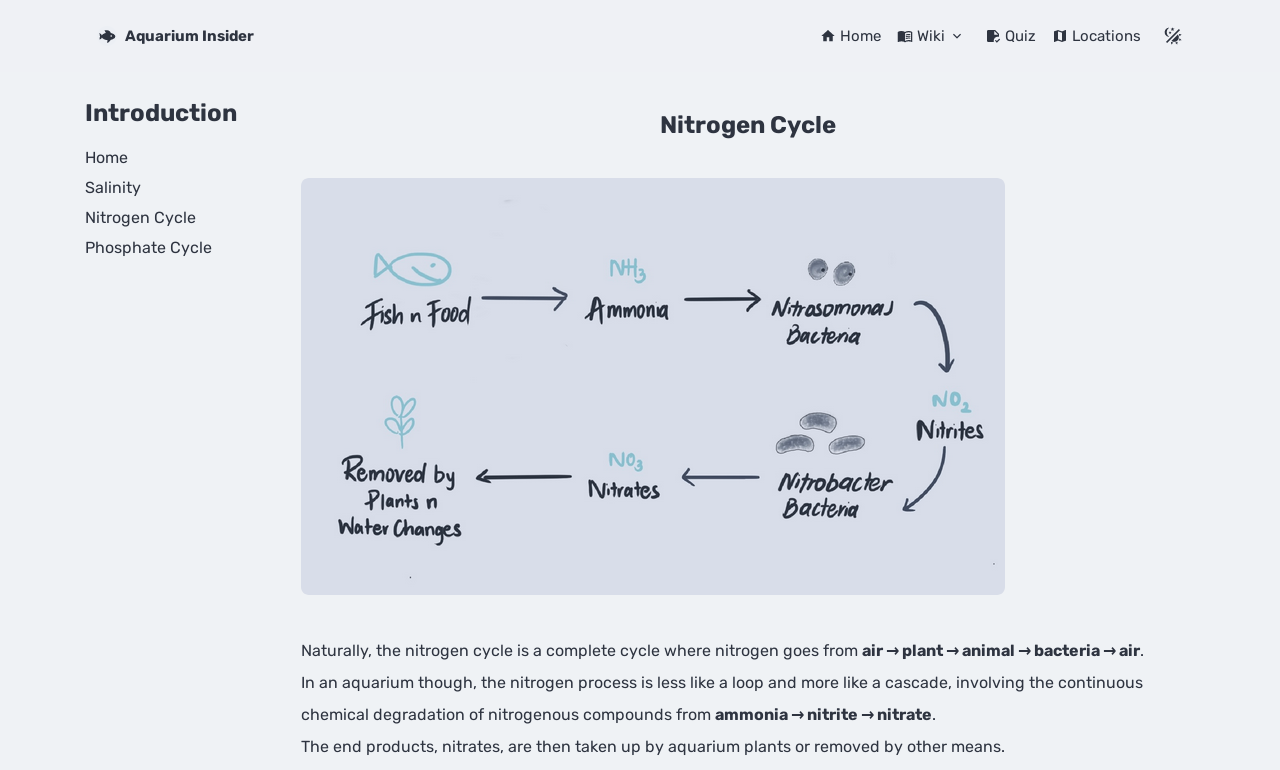 Aquarium Insider
Home
Wiki
Quiz
Locations
Introduction
Home
Salinity
Nitrogen Cycle
Phosphate Cycle
Nitrogen Cycle
Fish n Food
NH3
Ammonia
Nitrosomonas
Bacteria
NO2
Nitrites
Nitrobacter
Bacteria
NO3
Nitrates
Removed by
Plants n
Water Changes
Naturally, the nitrogen cycle is a complete cycle where nitrogen goes from air → plant → animal → bacteria → air.
In an aquarium though, the nitrogen process is less like a loop and more like a cascade, involving the continuous
chemical degradation of nitrogenous compounds from ammonia → nitrite → nitrate.
The end products, nitrates, are then taken up by aquarium plants or removed by other means.